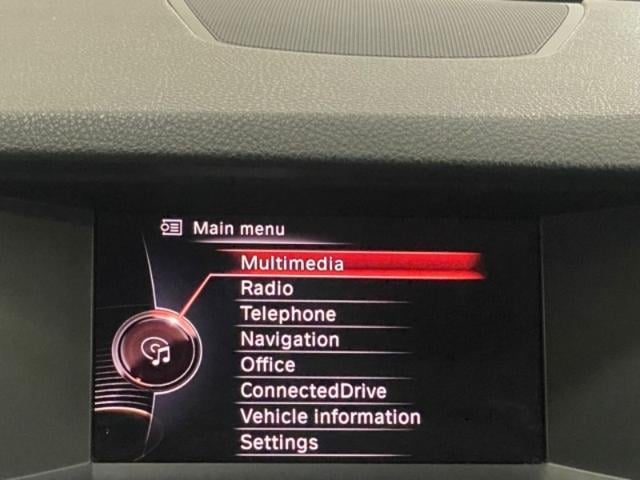 Main menu
Multimedia
Radio
Telephone
Navigation
Office
ConnectedDrive
Vehicle information
Settings